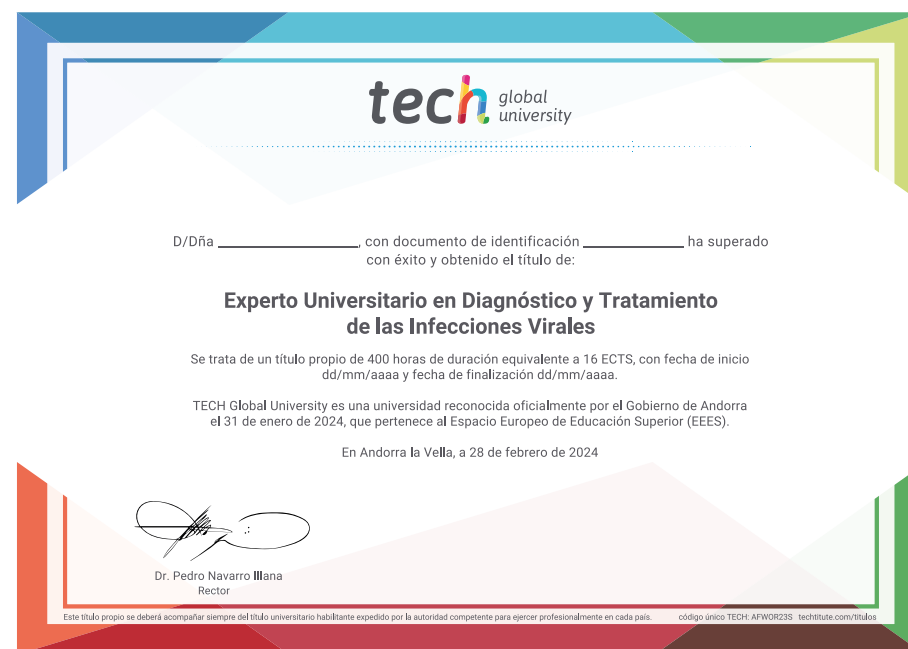 tech global university
D/Dña ____________, con documento de identificación ____________ ha superado
con éxito y obtenido el título de:
Experto Universitario en Diagnóstico y Tratamiento
de las Infecciones Virales
Se trata de un título propio de 400 horas de duración equivalente a 16 ECTS, con fecha de inicio
dd/mm/aaaa y fecha de finalización dd/mm/aaaa.
TECH Global University es una universidad reconocida oficialmente por el Gobierno de Andorra
el 31 de enero de 2024, que pertenece al Espacio Europeo de Educación Superior (EEES).
En Andorra la Vella, a 28 de febrero de 2024
Dr. Pedro Navarro Illana
Rector
Este título propio se deberá acompañar siempre del título universitario habilitante expedido por la autoridad competente para ejercer profesionalmente en cada país. código único TECH: AFWOR23S techtitute.com/titulos